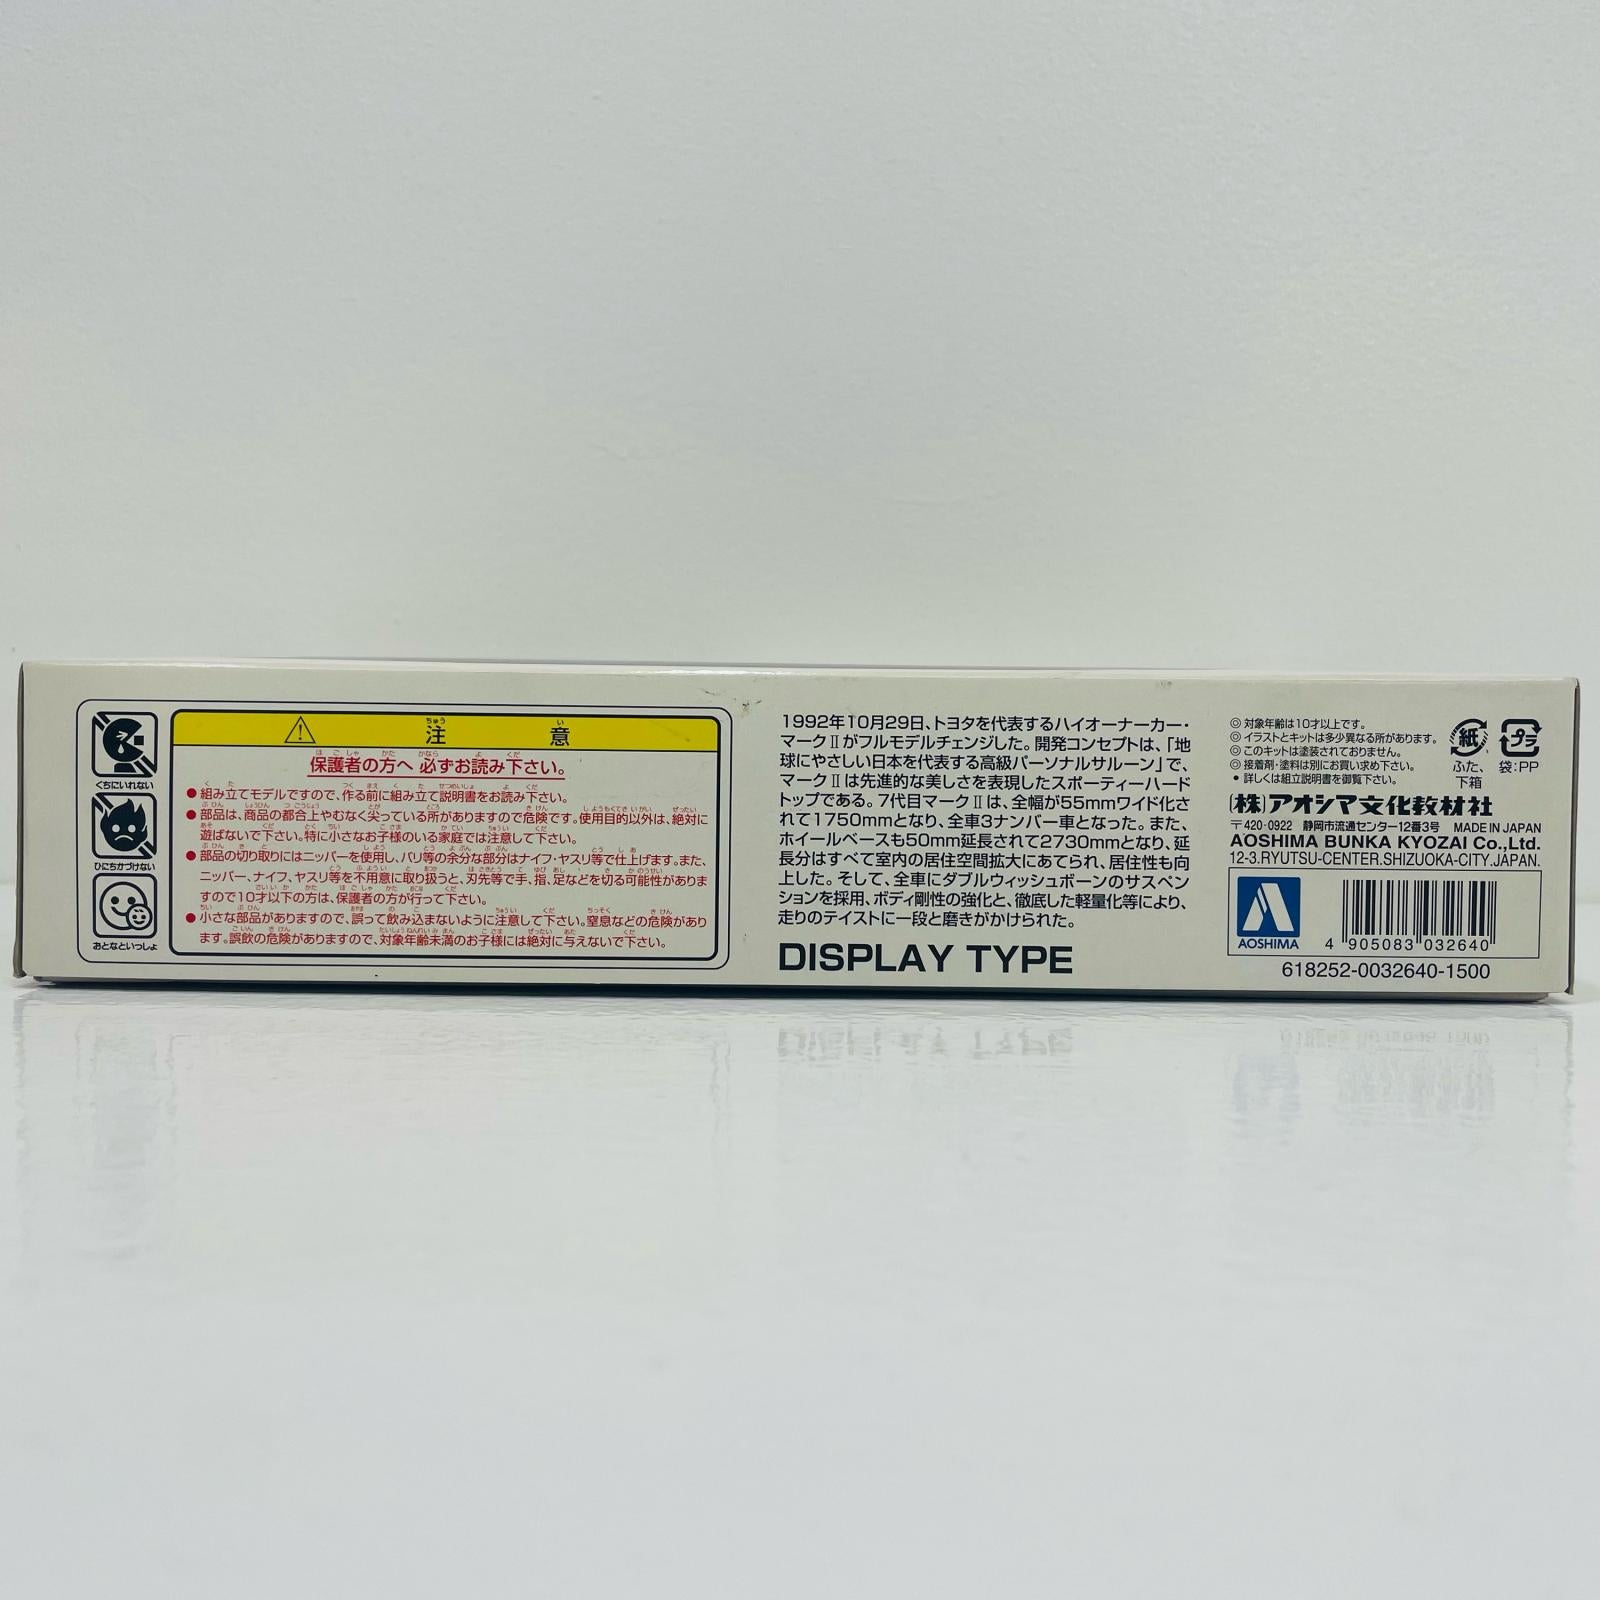 くちにいれない
ひにちかづけない
おとなといっしょ
注 意
保護者の方へ 必ずお読み下さい。
●組み立てモデルですので、作る前に組み立て説明書をお読み下さい。
●部品は、商品の都合上やむなく尖っている所がありますので危険です。使用目的以外は、絶対に
遊ばないで下さい。特に小さなお子様のいる家庭では注意して下さい。
●部品の切り取りにはニッパーを使用し、バリ等の余分な部分はナイフ・ヤスリ等で仕上げます。また、
ニッパー、ナイフ、ヤスリ等を不用意に取り扱うと、刃先等で手、指、足などを切る可能性がありま
すので10才以下の方は、保護者の方が行って下さい。
●小さな部品がありますので、誤って飲み込まないように注意して下さい。窒息などの危険があり
ます。誤飲の危険がありますので、対象年齢未満のお子様には絶対に与えないで下さい。
1992年10月29日、トヨタを代表するハイオーナーカー・
マークⅡがフルモデルチェンジした。開発コンセプトは、「地
球にやさしい日本を代表する高級パーソナルサルーン」で、
マークⅡは先進的な美しさを表現したスポーティーハード
トップである。7代目マークⅡは、全幅が55mmワイド化さ
れて1750mmとなり、全車3ナンバー車となった。また、
ホイールベースも50mm延長されて2730mmとなり、延
長分はすべて室内の居住空間拡大にあてられ、居住性も向
上した。そして、全車にダブルウィッシュボーンのサスペン
ションを採用、ボディ剛性の強化と、徹底した軽量化等により、
走りのテイストに一段と磨きがかけられた。
DISPLAY TYPE
◎対象年齢は10才以上です。
◎イラストとキットは多少異なる所があります。
◎このキットは塗装されておりません。
◎接着剤・塗料は別にお買い求め下さい。
●詳しくは組立説明書を御覧下さい。
紙
ふた、
下箱
プラ
袋:PP
(株)アオシマ文化教材社
〒420-0922 静岡市流通センター12番3号 MADE IN JAPAN
AOSHIMA BUNKA KYOZAI Co.,Ltd.
12-3.RYUTSU-CENTER.SHIZUOKA-CITY.JAPAN.
AOSHIMA
4 905083 032640
618252-0032640-1500